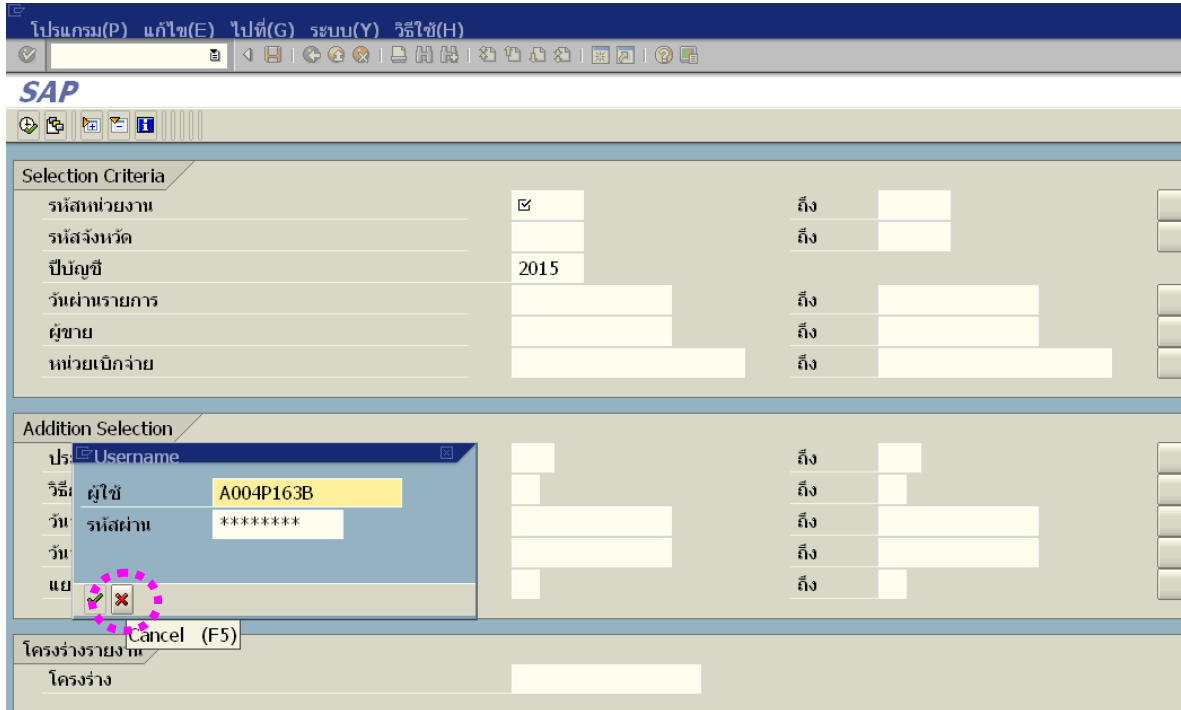 โปรแกรม(P) แก้ไข(E) ไปที่(G) ระบบ(Y) วิธีใช้(H)
SAP
Selection Criteria
รหัสหน่วยงาน ถึง
รหัสจังหวัด ถึง
ปีบัญชี 2015
วันผ่านรายการ ถึง
ผู้ขาย ถึง
หน่วยเบิกจ่าย ถึง
Addition Selection
ถึง
ถึง
ถึง
ถึง
ถึง
Username
ผู้ใช้ A004P163B
รหัสผ่าน ********
Cancel (F5)
โครงร่างรายงาน
โครงร่าง